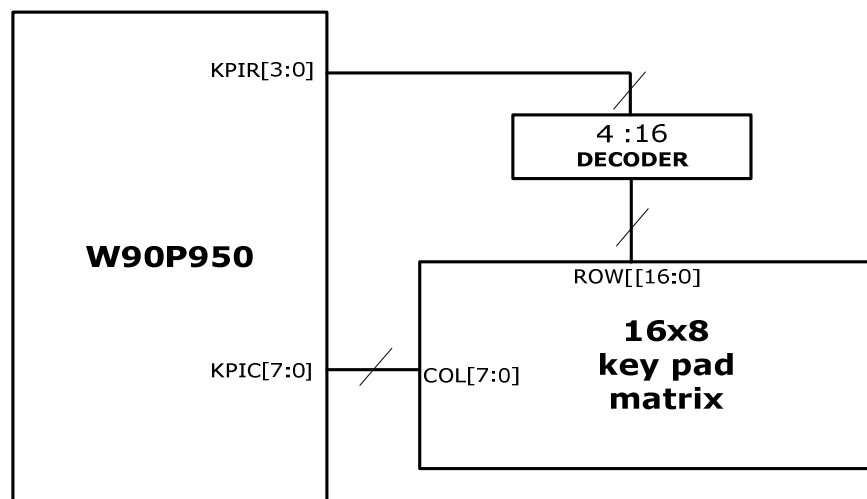 KPIR[3:0]
4 :16
DECODER
W90P950
ROW[[16:0]
16x8
key pad
matrix
KPIC[7:0]
COL[7:0]